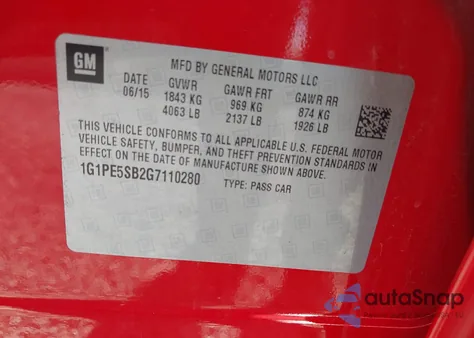 GM
MFD BY GENERAL MOTORS LLC
DATE GVWR GAWR FRT GAWR RR
06/15 1843 KG 969 KG 874 KG
4063 LB 2137 LB 1926 LB
THIS VEHICLE CONFORMS TO ALL APPLICABLE U.S. FEDERAL MOTOR
VEHICLE SAFETY, BUMPER, AND THEFT PREVENTION STANDARDS IN
EFFECT ON THE DATE OF MANUFACTURE SHOWN ABOVE.
1G1PE5SB2G7110280 TYPE: PASS CAR
autoSnap